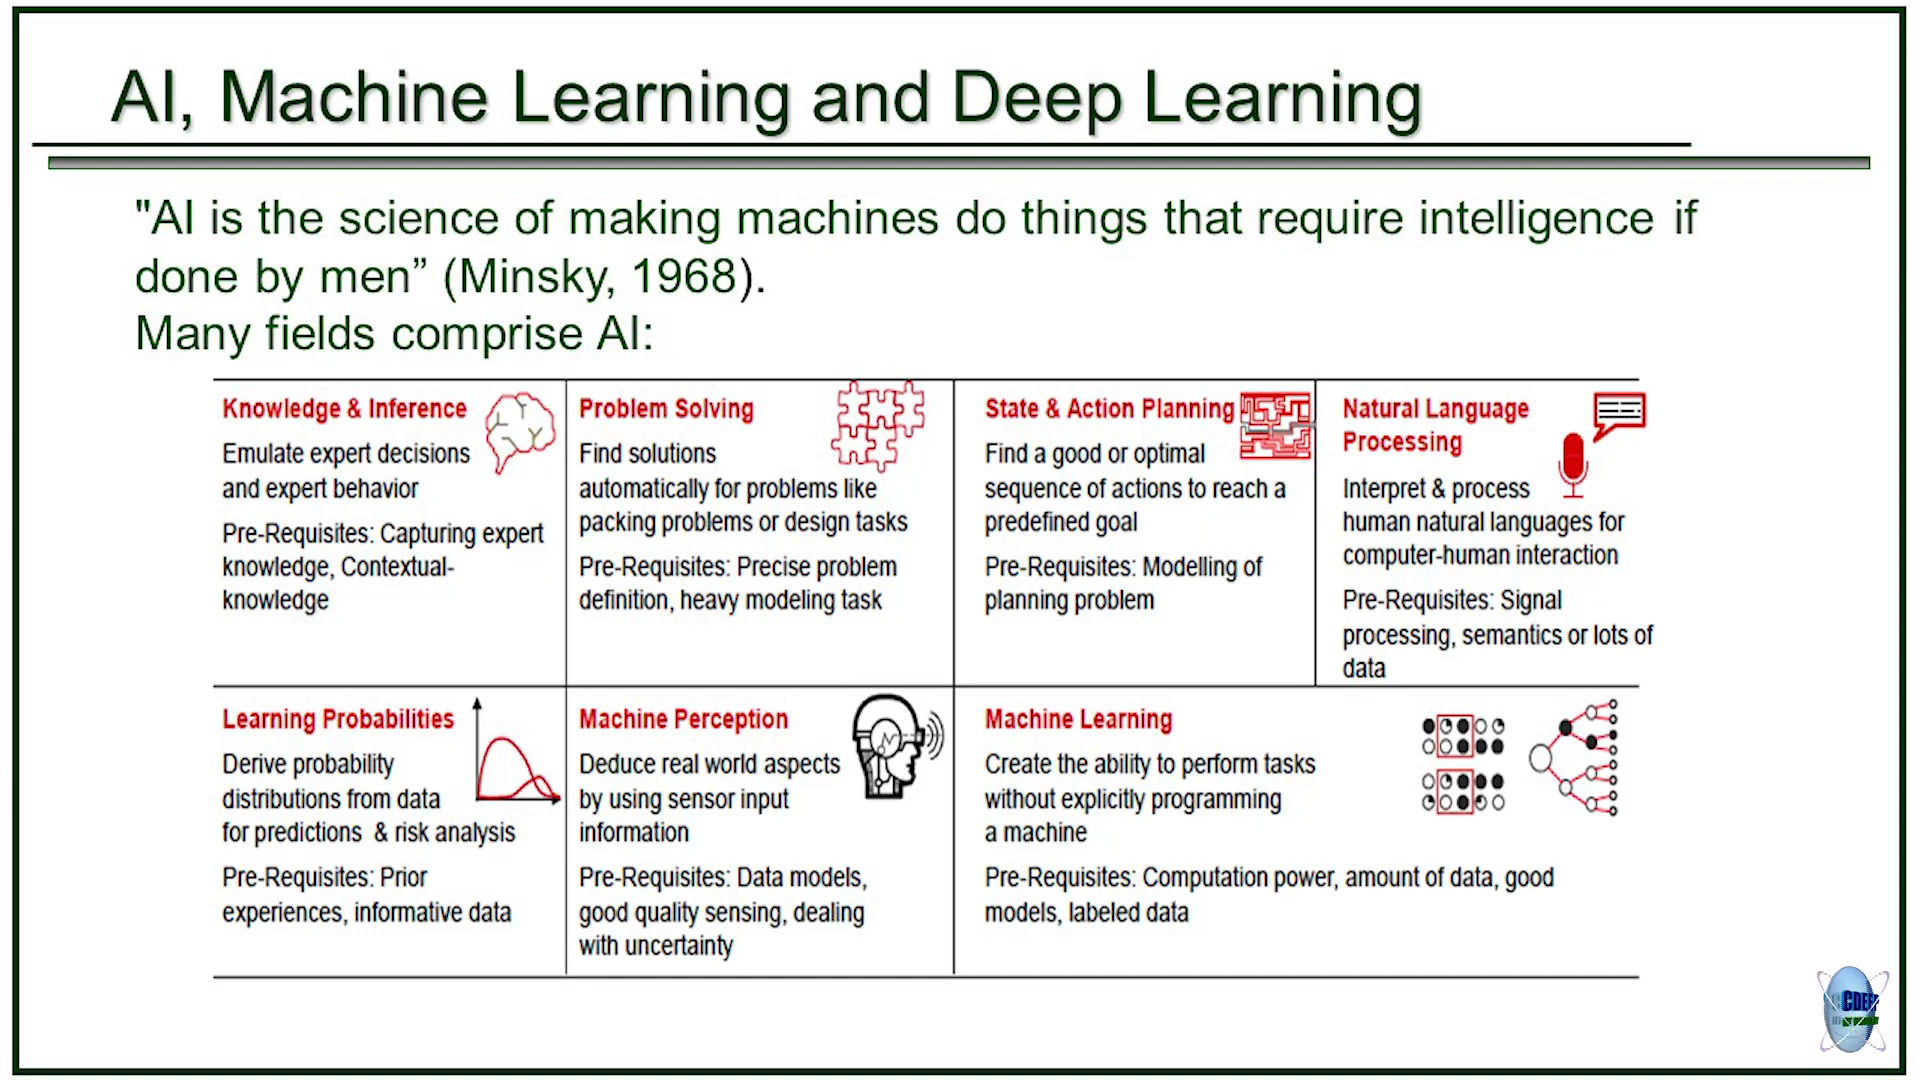 AI, Machine Learning and Deep Learning
"AI is the science of making machines do things that require intelligence if
done by men” (Minsky, 1968).
Many fields comprise AI:
Knowledge & Inference
Emulate expert decisions
and expert behavior
Pre-Requisites: Capturing expert
knowledge, Contextual-
knowledge
Problem Solving
Find solutions
automatically for problems like
packing problems or design tasks
Pre-Requisites: Precise problem
definition, heavy modeling task
State & Action Planning
Find a good or optimal
sequence of actions to reach a
predefined goal
Pre-Requisites: Modelling of
planning problem
Natural Language
Processing
Interpret & process
human natural languages for
computer-human interaction
Pre-Requisites: Signal
processing, semantics or lots of
data
Learning Probabilities
Derive probability
distributions from data
for predictions & risk analysis
Pre-Requisites: Prior
experiences, informative data
Machine Perception
Deduce real world aspects
by using sensor input
information
Pre-Requisites: Data models,
good quality sensing, dealing
with uncertainty
Machine Learning
Create the ability to perform tasks
without explicitly programming
a machine
Pre-Requisites: Computation power, amount of data, good
models, labeled data